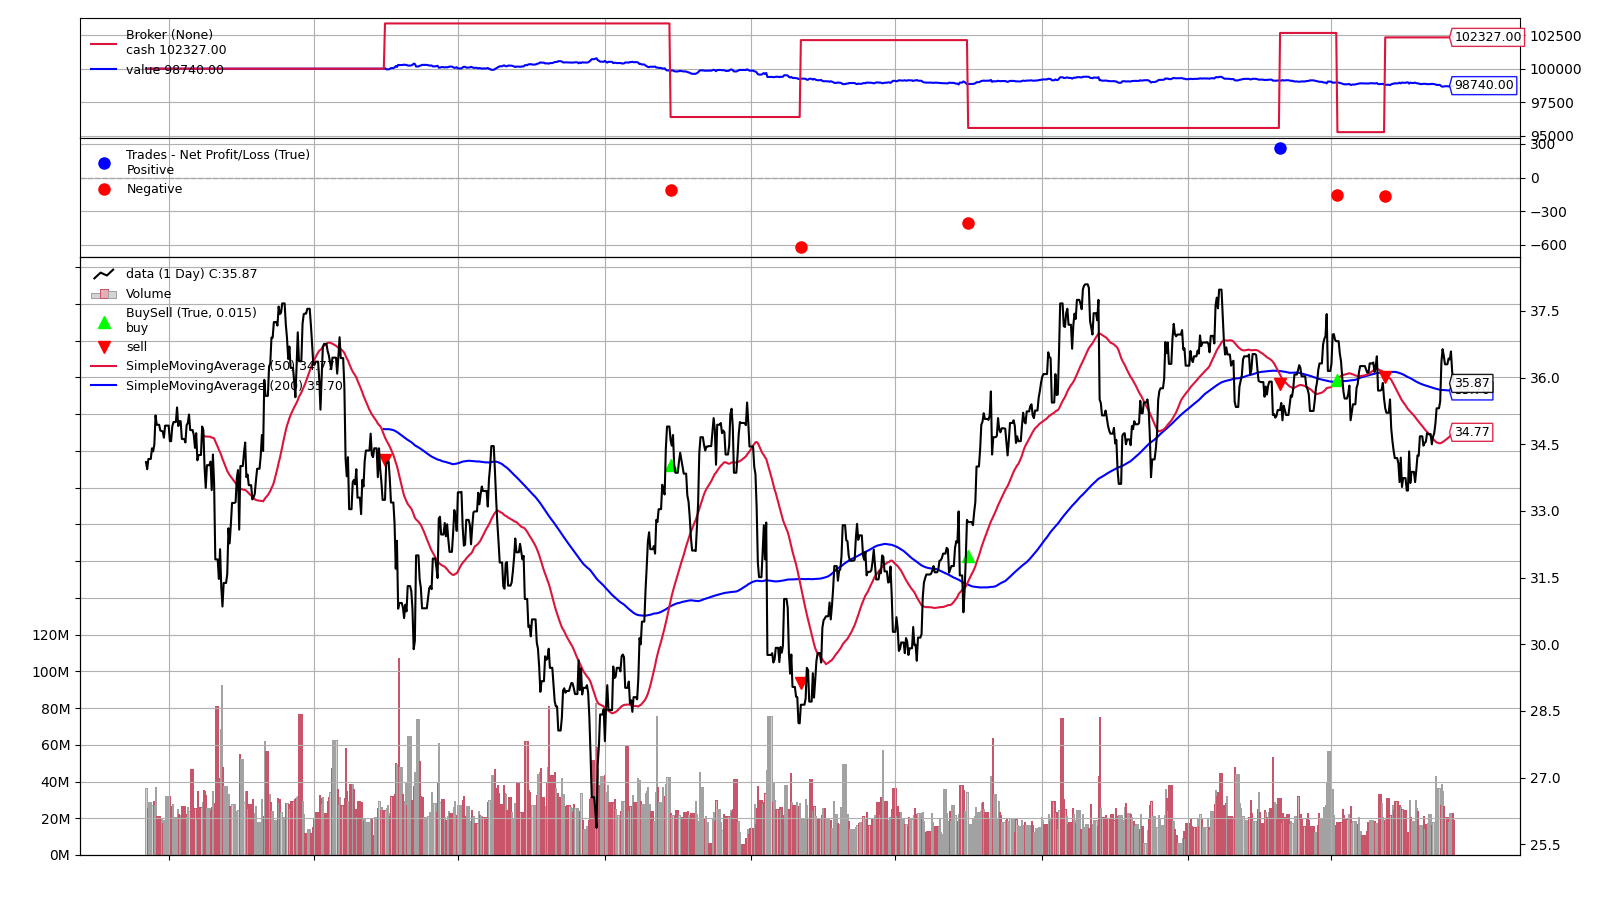 Broker (None)
cash 102327.00
value 98740.00
102327.00
98740.00
102500
100000
97500
95000
Trades - Net Profit/Loss (True)
Positive
Negative
300
0
−300
−600
data (1 Day) C:35.87
Volume
BuySell (True, 0.015)
buy
sell
SimpleMovingAverage (50) 34.77
SimpleMovingAverage (200) 35.70
37.5
36.0
35.87
34.77
34.5
33.0
31.5
30.0
28.5
27.0
25.5
120M
100M
80M
60M
40M
20M
0M